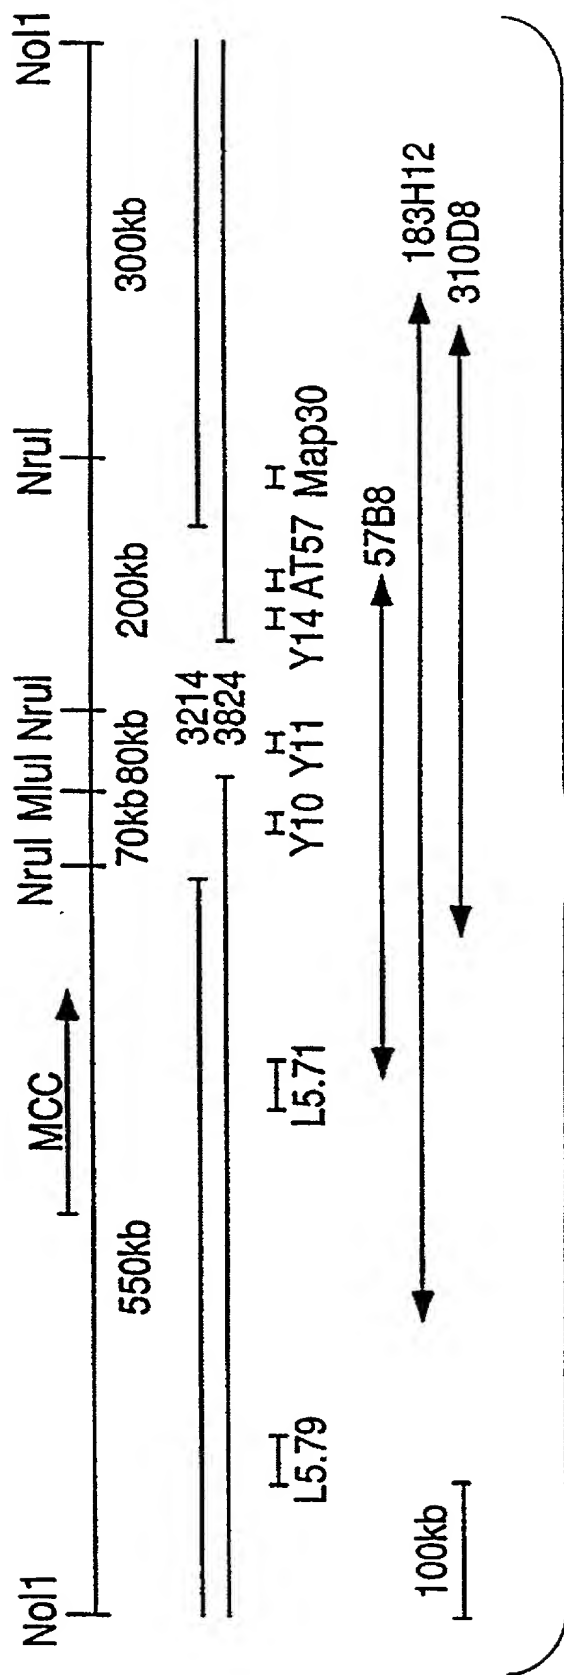 Nol1 NruI MluI NruI NruI Nol1
MCC
550kb 70kb 80kb 200kb 300kb
3214
3824
L5.79 L5.71 Y10 Y11 Y14 AT57 Map30
57B8
183H12
310D8
100kb